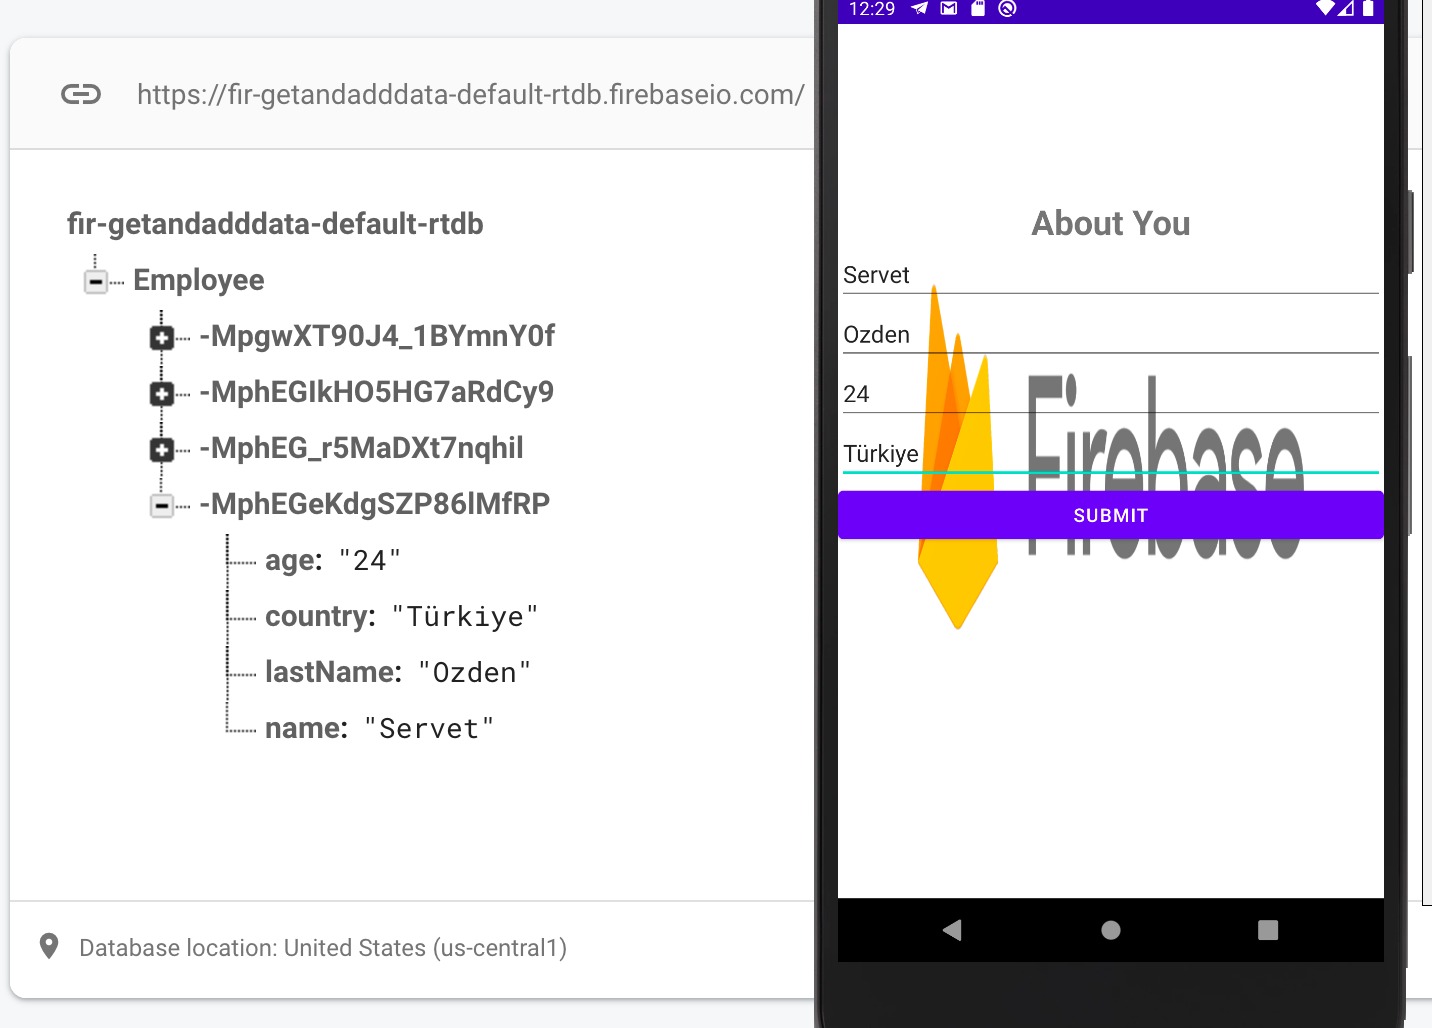 https://fir-getandadddata-default-rtdb.firebaseio.com/
fir-getandadddata-default-rtdb
Employee
-MpgwXT90J4_1BYmnY0f
-MphEGIkHO5HG7aRdCy9
-MphEG_r5MaDXt7nqhil
-MphEGeKdgSZP86lMfRP
age: "24"
country: "Türkiye"
lastName: "Ozden"
name: "Servet"
Database location: United States (us-central1)
12:29
About You
Servet
Ozden
24
Türkiye
Firebase
SUBMIT